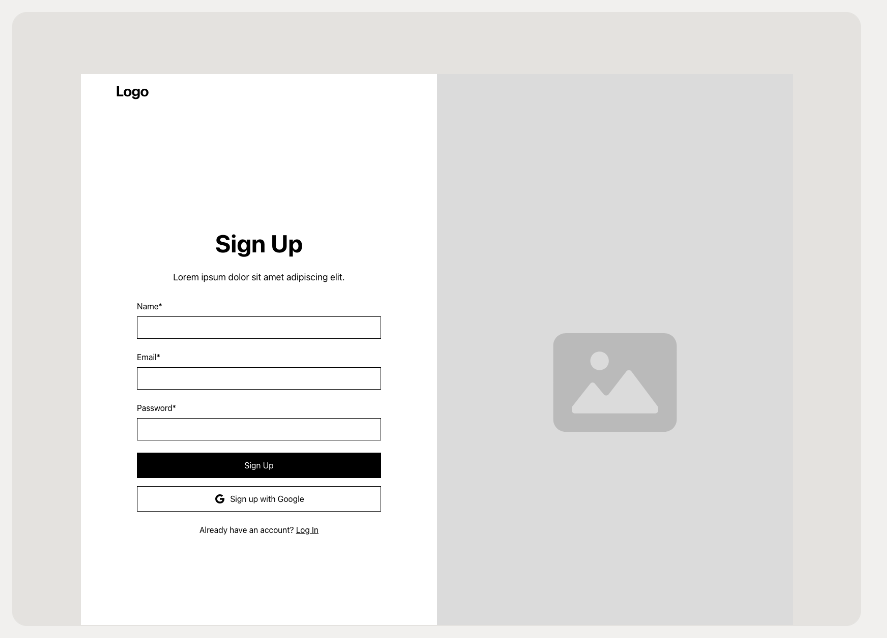 Logo
Sign Up
Lorem ipsum dolor sit amet adipiscing elit.
Name*
Email*
Password*
Sign Up
Sign up with Google
Already have an account? Log In